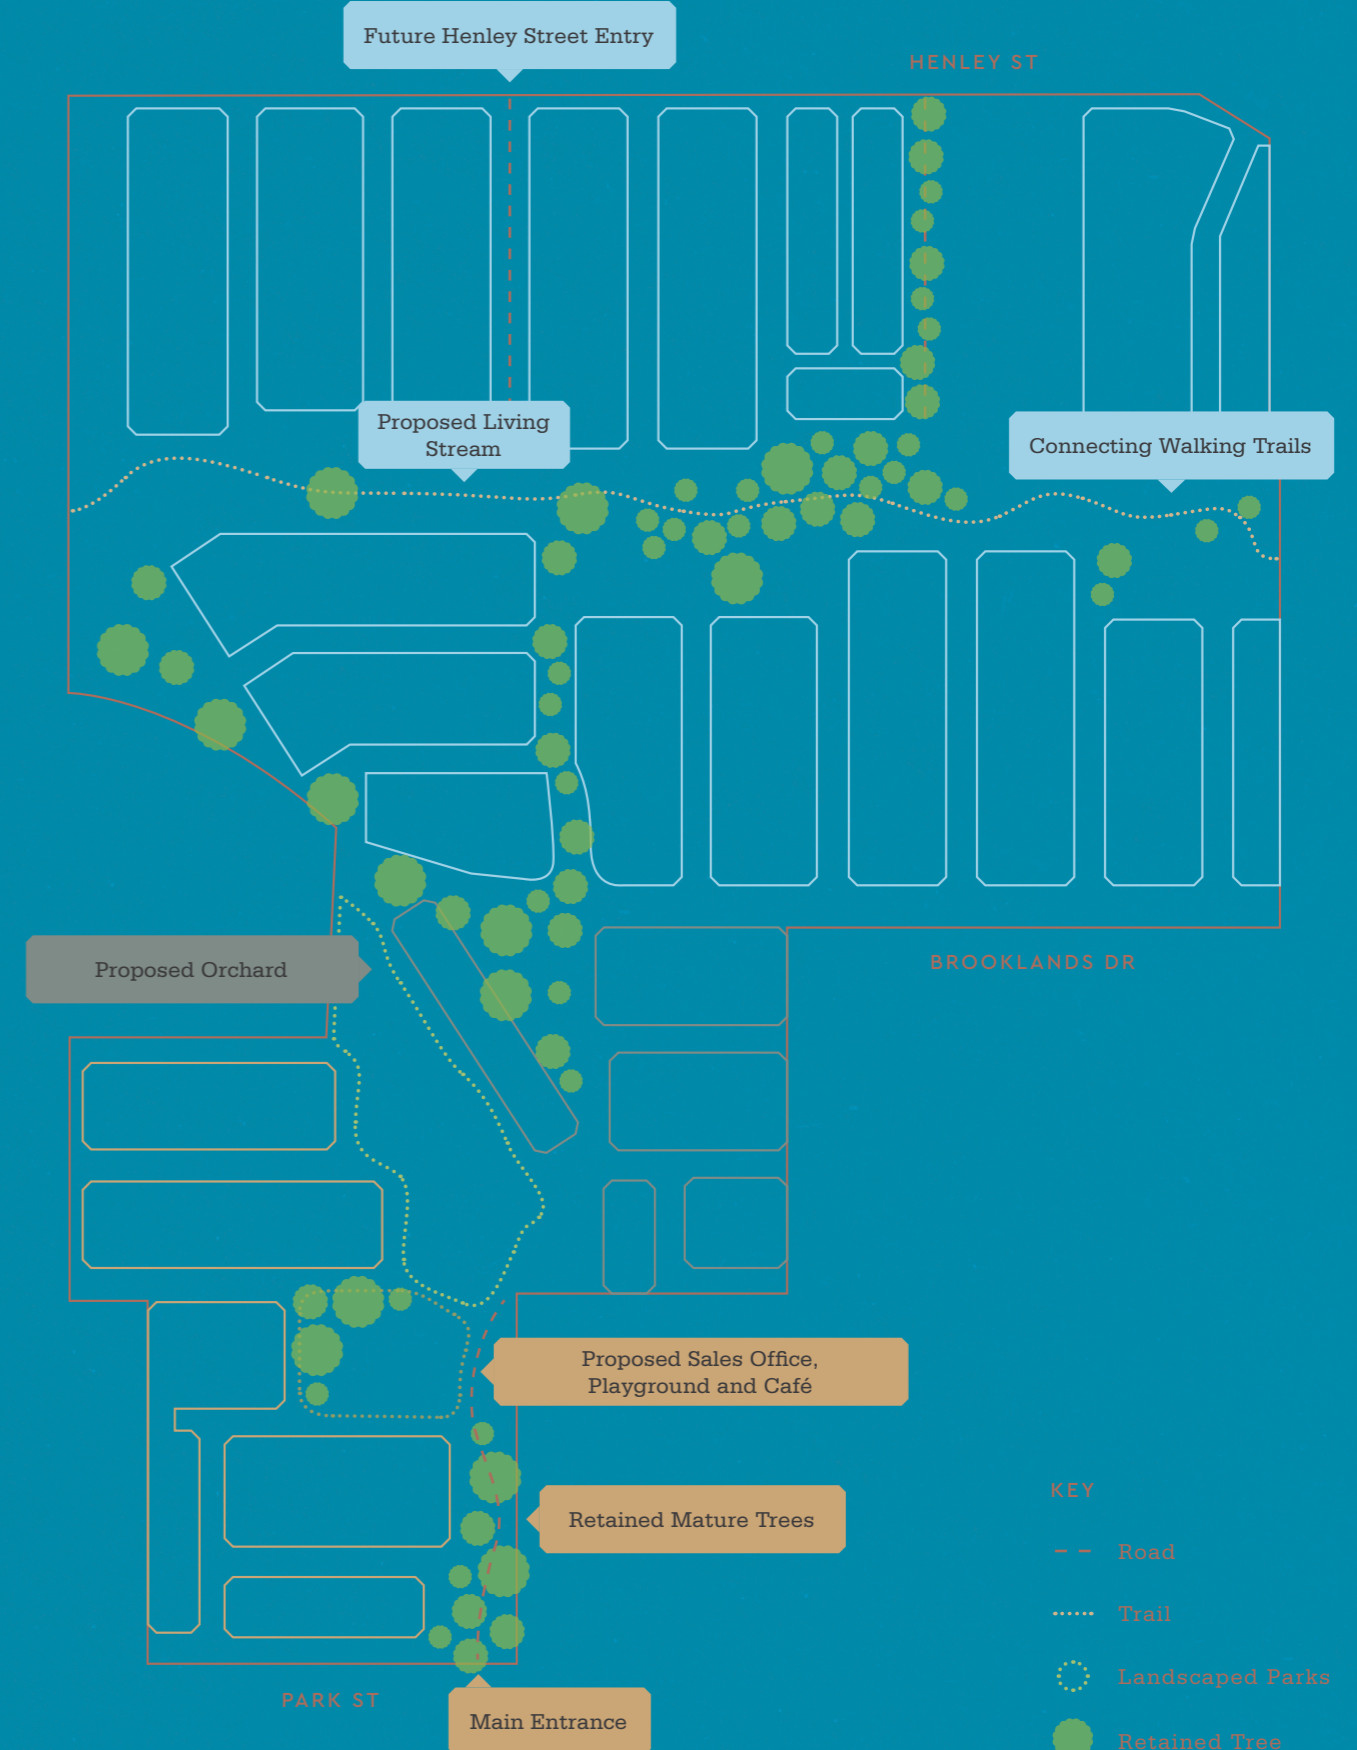 Future Henley Street Entry
HENLEY ST
Proposed Living
Stream
Connecting Walking Trails
Proposed Orchard
BROOKLANDS DR
Proposed Sales Office,
Playground and Café
Retained Mature Trees
KEY
Road
Trail
Landscaped Parks
Retained Tree
PARK ST
Main Entrance